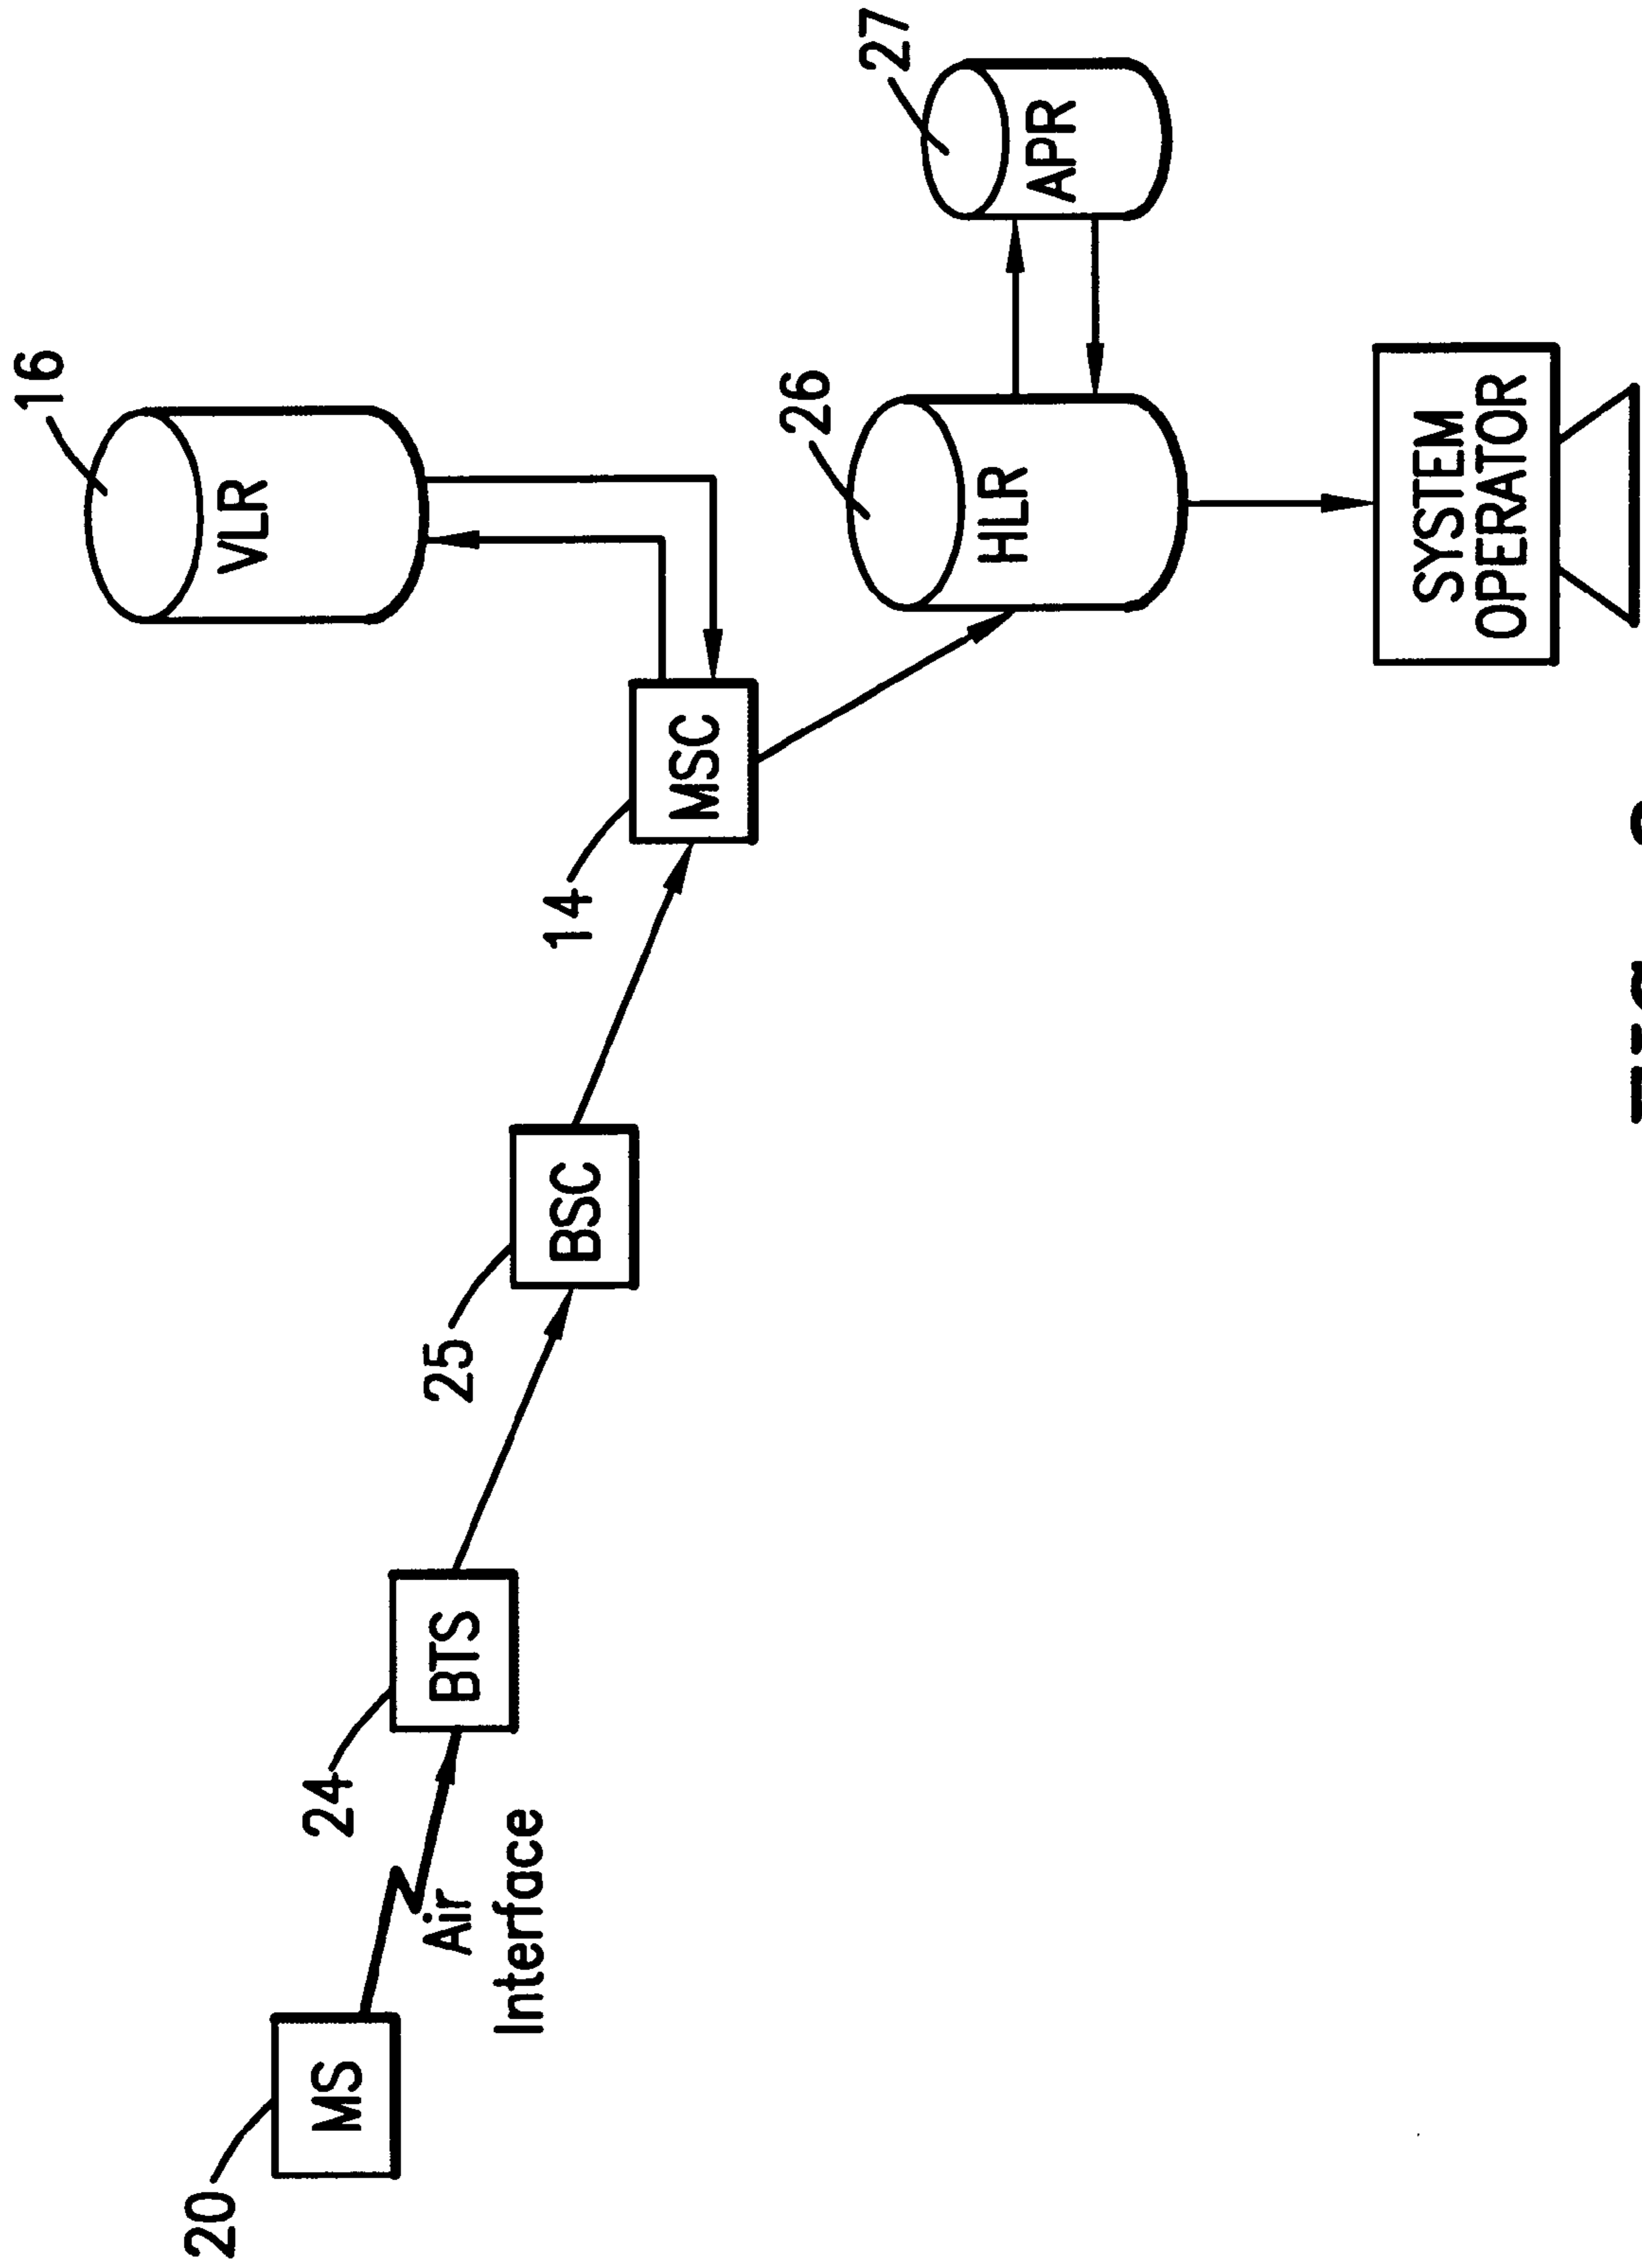 20
MS
Air
Interface
24
BTS
25
BSC
14
MSC
16
VLR
26
HLR
27
APR
SYSTEM
OPERATOR